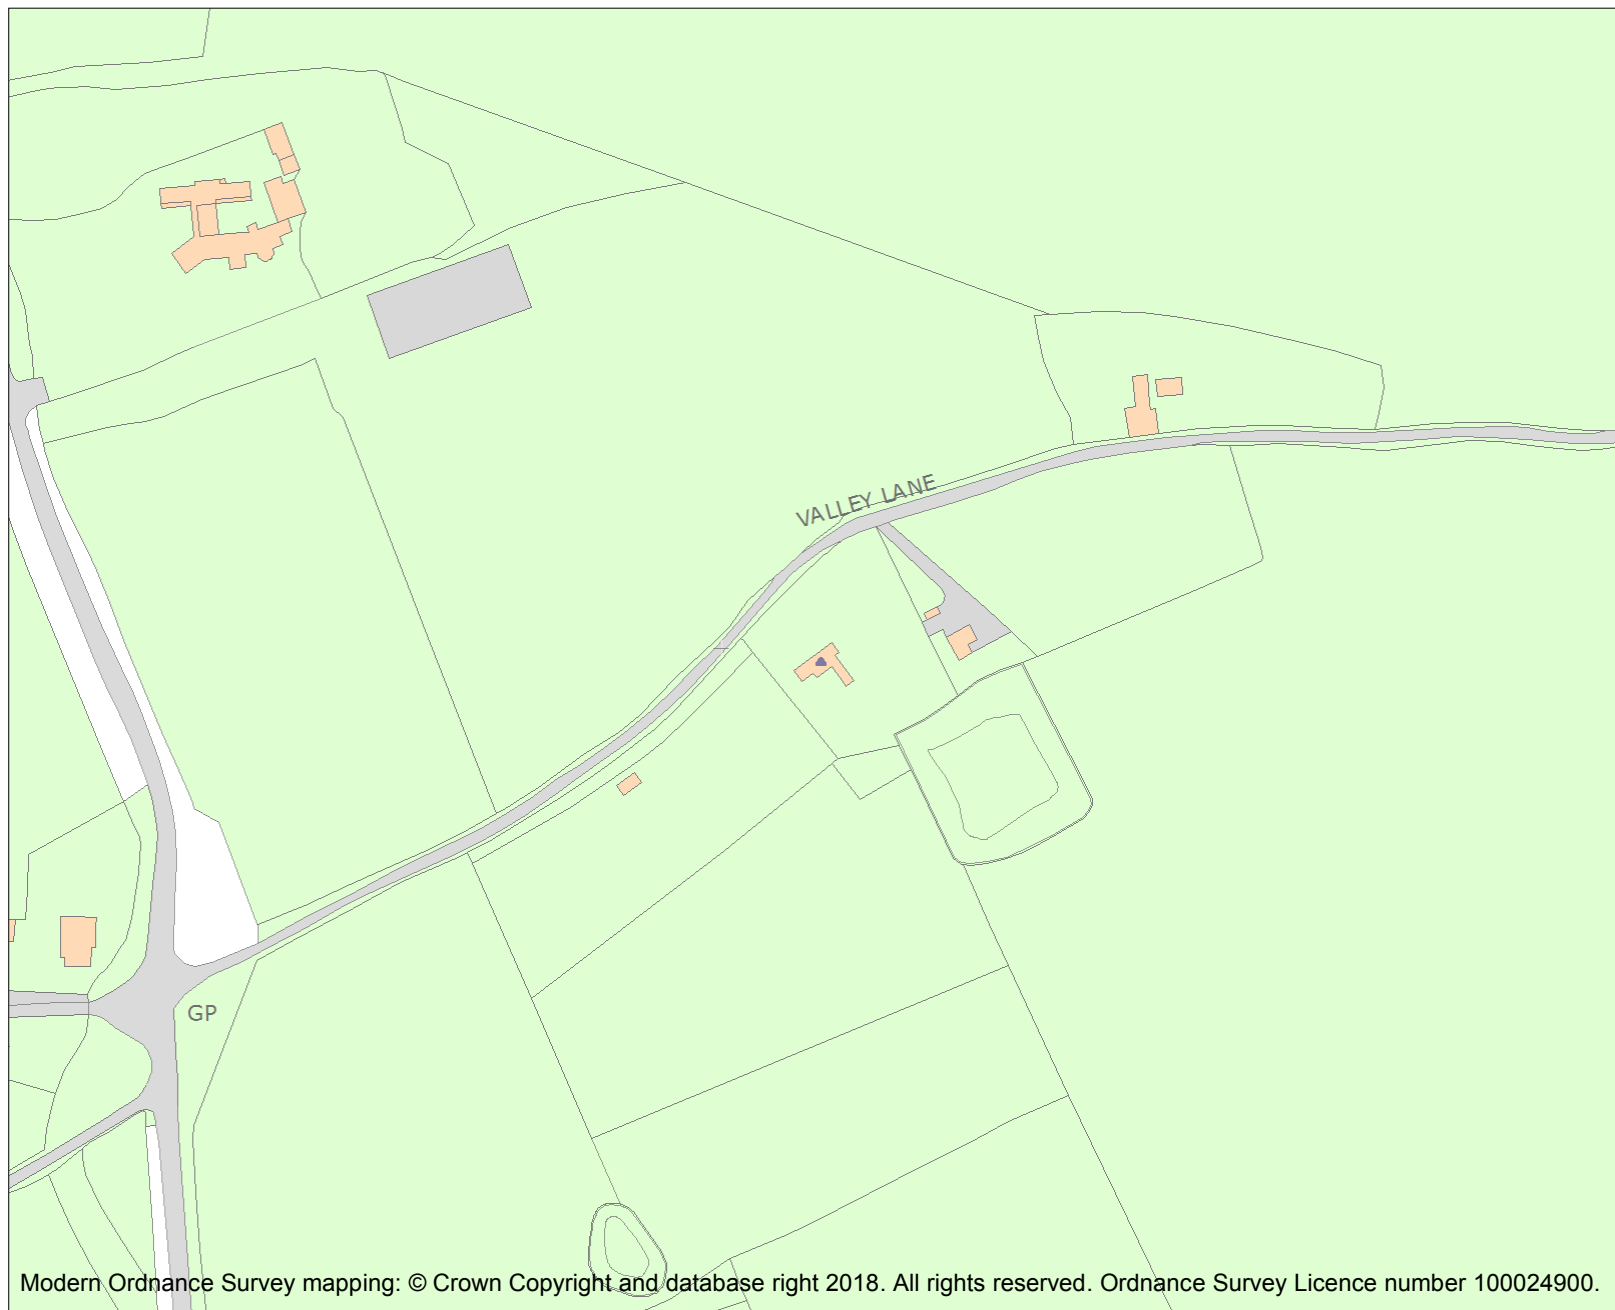 VALLEY LANE
GP
Modern Ordnance Survey mapping: © Crown Copyright and database right 2018. All rights reserved. Ordnance Survey Licence number 100024900.